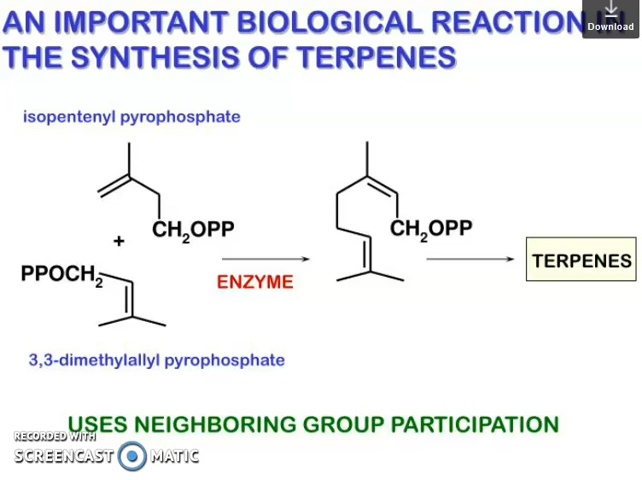 AN IMPORTANT BIOLOGICAL REACTION
Download
THE SYNTHESIS OF TERPENES
isopentenyl pyrophosphate
CH2OPP
+
PPOCH2
ENZYME
CH2OPP
TERPENES
3,3-dimethylallyl pyrophosphate
USES NEIGHBORING GROUP PARTICIPATION
RECORDED WITH
SCREENCAST MATIC